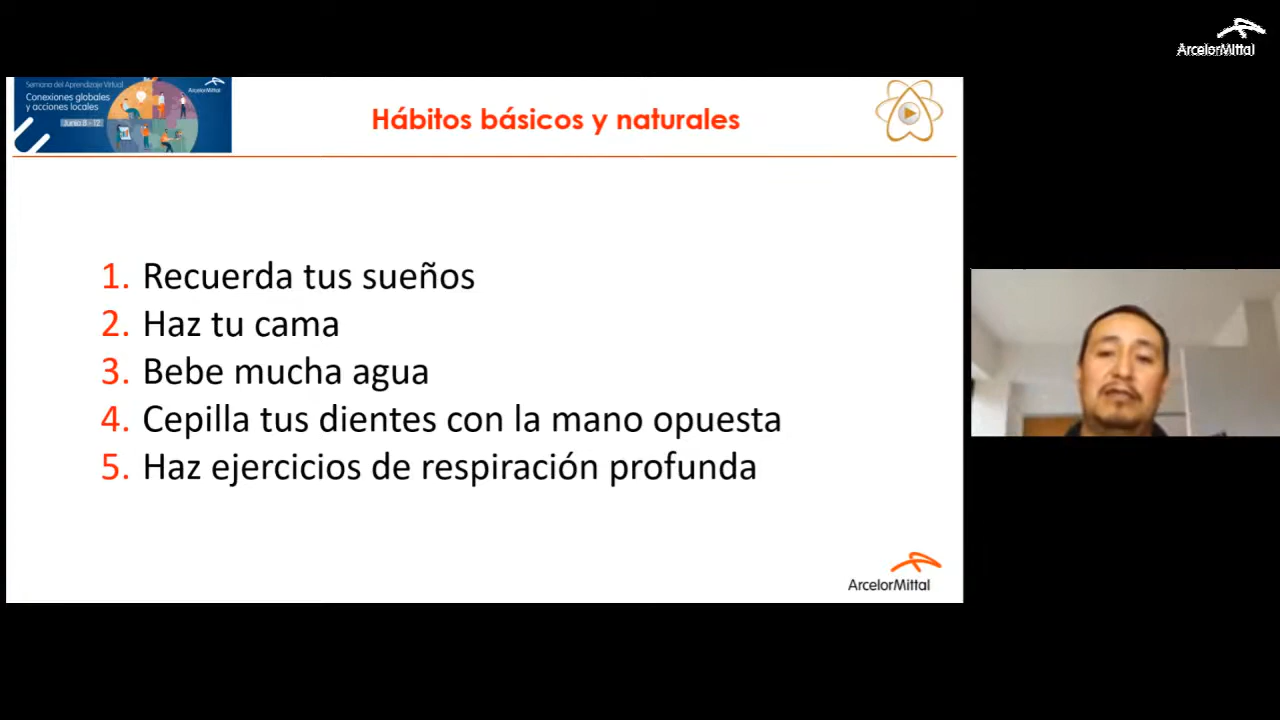 ArcelorMittal
Semana del Aprendizaje Virtual
Conexiones globales
y acciones locales
ArcelorMittal
Junio 8 - 12
Hábitos básicos y naturales
1. Recuerda tus sueños
2. Haz tu cama
3. Bebe mucha agua
4. Cepilla tus dientes con la mano opuesta
5. Haz ejercicios de respiración profunda
ArcelorMittal